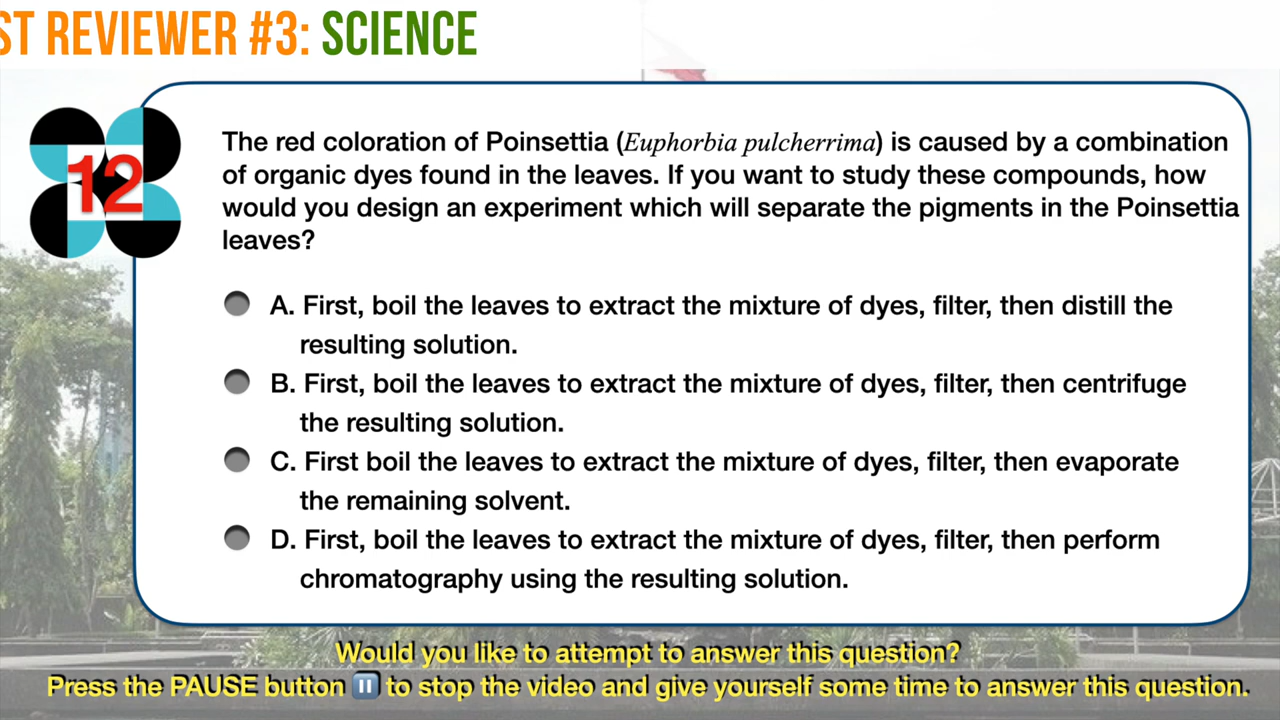 ST REVIEWER #3: SCIENCE
12
The red coloration of Poinsettia (Euphorbia pulcherrima) is caused by a combination
of organic dyes found in the leaves. If you want to study these compounds, how
would you design an experiment which will separate the pigments in the Poinsettia
leaves?
A. First, boil the leaves to extract the mixture of dyes, filter, then distill the
resulting solution.
B. First, boil the leaves to extract the mixture of dyes, filter, then centrifuge
the resulting solution.
C. First boil the leaves to extract the mixture of dyes, filter, then evaporate
the remaining solvent.
D. First, boil the leaves to extract the mixture of dyes, filter, then perform
chromatography using the resulting solution.
Would you like to attempt to answer this question?
Press the PAUSE button ⏸ to stop the video and give yourself some time to answer this question.